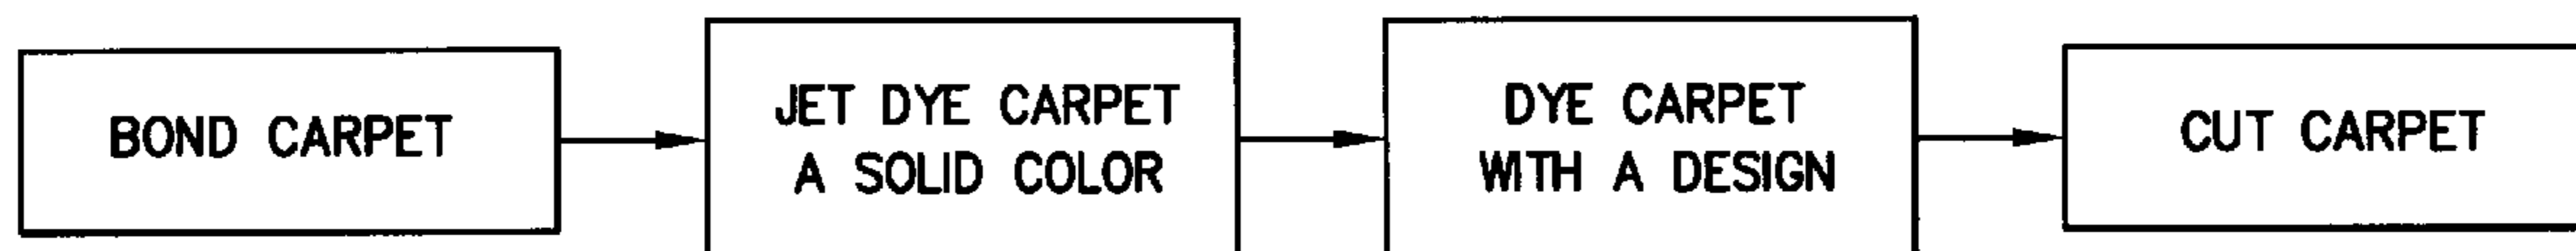 BOND CARPET
JET DYE CARPET
A SOLID COLOR
DYE CARPET
WITH A DESIGN
CUT CARPET